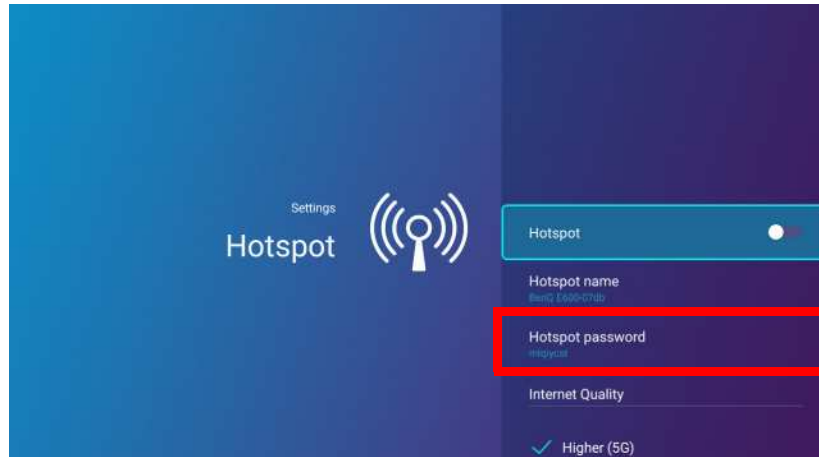 Settings
Hotspot
Hotspot
Hotspot name
BenQ E600-07db
Hotspot password
Internet Quality
Higher (5G)